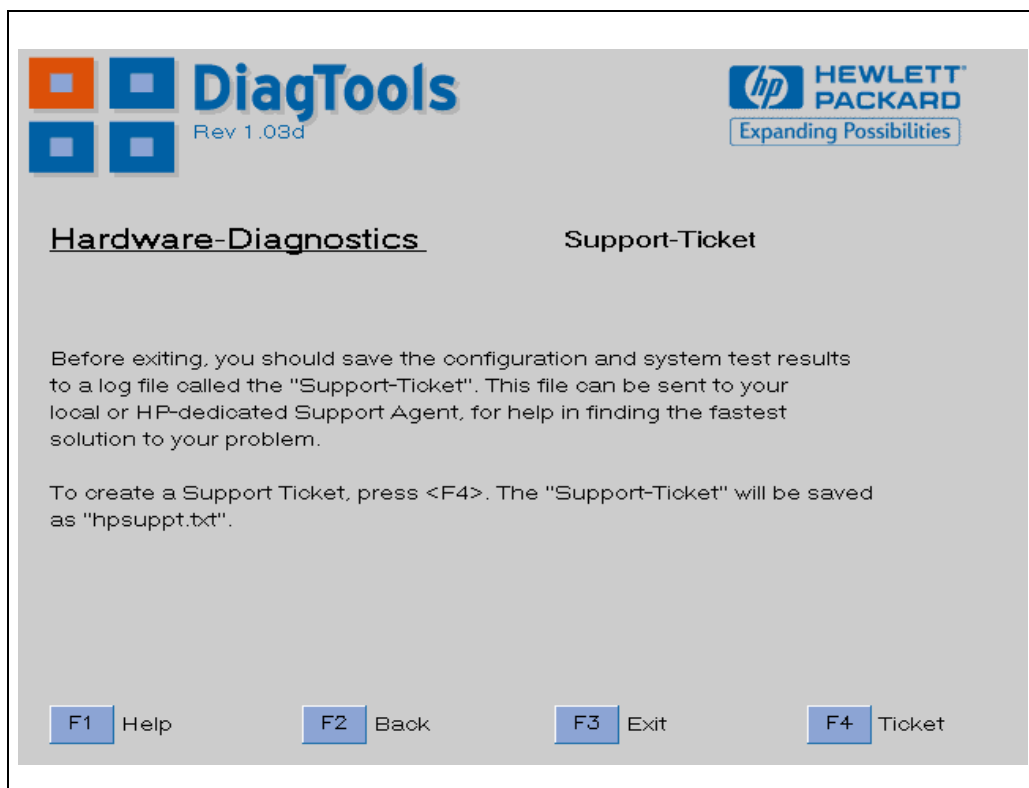 DiagTools
Rev 1.03d
hp HEWLETT
PACKARD
Expanding Possibilities
Hardware-Diagnostics
Support-Ticket
Before exiting, you should save the configuration and system test results
to a log file called the "Support-Ticket". This file can be sent to your
local or HP-dedicated Support Agent, for help in finding the fastest
solution to your problem.
To create a Support Ticket, press <F4>. The "Support-Ticket" will be saved
as "hpsuppt.txt".
F1 Help
F2 Back
F3 Exit
F4 Ticket